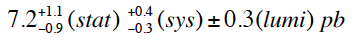 7.2 +1.1 −0.9 (stat) +0.4 −0.3 (sys) ± 0.3(lumi) pb